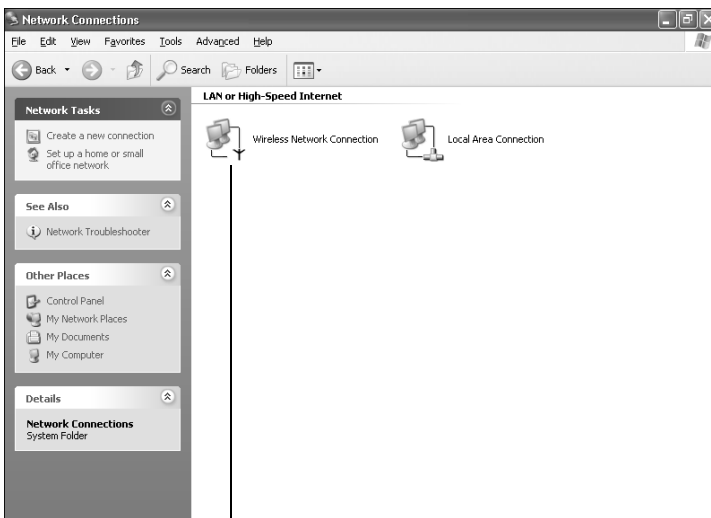 Network Connections
File Edit View Favorites Tools Advanced Help
Back Search Folders
LAN or High-Speed Internet
Network Tasks
Create a new connection
Set up a home or small
office network
See Also
Network Troubleshooter
Other Places
Control Panel
My Network Places
My Documents
My Computer
Details
Network Connections
System Folder
Wireless Network Connection
Local Area Connection